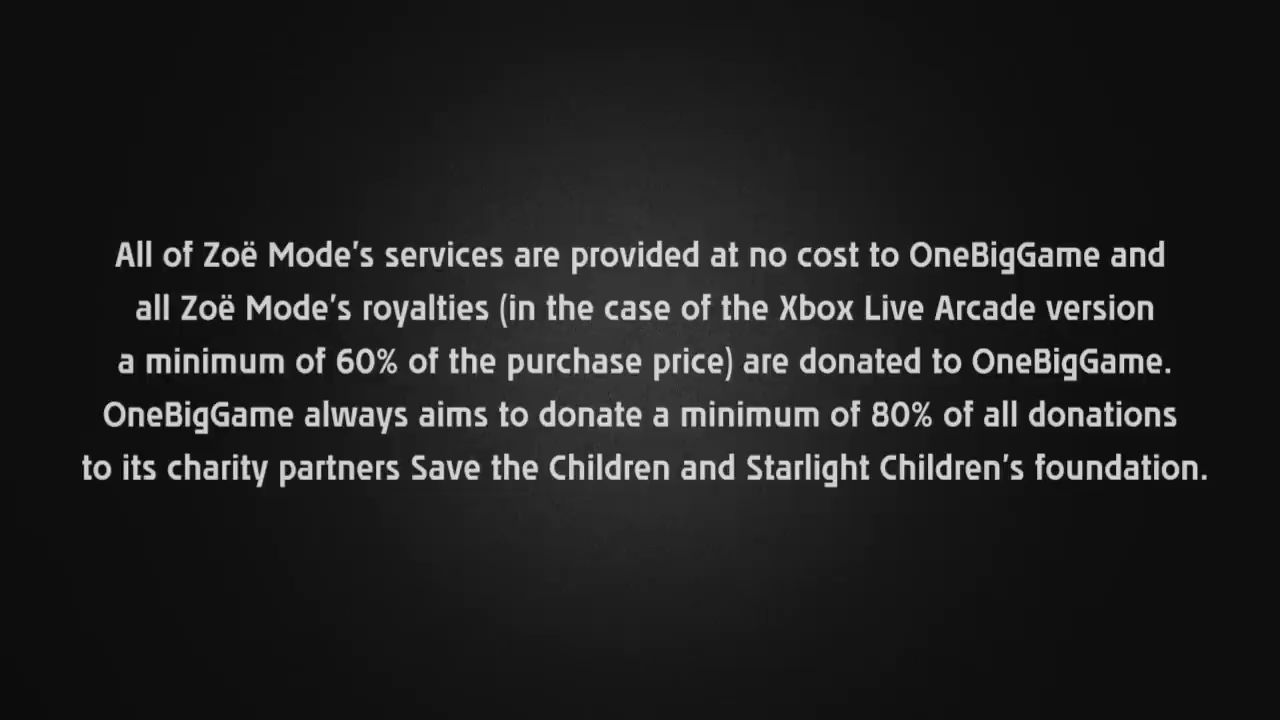 All of Zoë Mode's services are provided at no cost to OneBigGame and
all Zoë Mode's royalties (in the case of the Xbox Live Arcade version
a minimum of 60% of the purchase price) are donated to OneBigGame.
OneBigGame always aims to donate a minimum of 80% of all donations
to its charity partners Save the Children and Starlight Children's foundation.